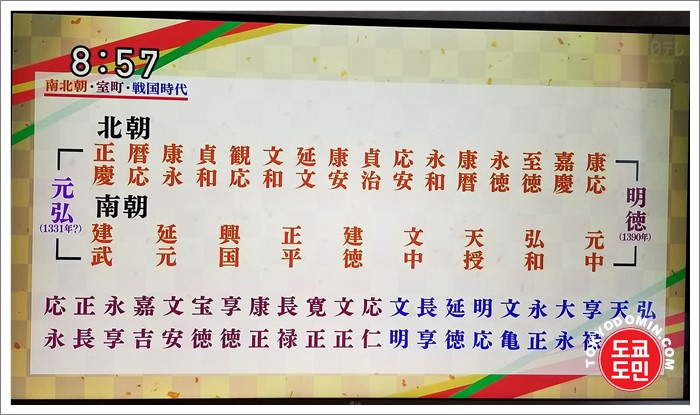 8:57
日テレ
南北朝・室町・戦国時代
北朝
正慶 暦応 康永 貞和 観応 文和 延文 康安 貞治 応安 永和 康暦 永徳 至徳 嘉慶 康応
元弘
(1331年?)
南朝
建武 延元 興国 正平 建徳 文中 天授 弘和 元中
明徳
(1390年)
応永 正長 永享 嘉吉 文安 宝徳 享徳 康正 長禄 寛正 文正 応仁 文明 長享 延徳 明応 文亀 永正 大永 享禄 天 弘
TOKYODOMIN.COM
도쿄
도민